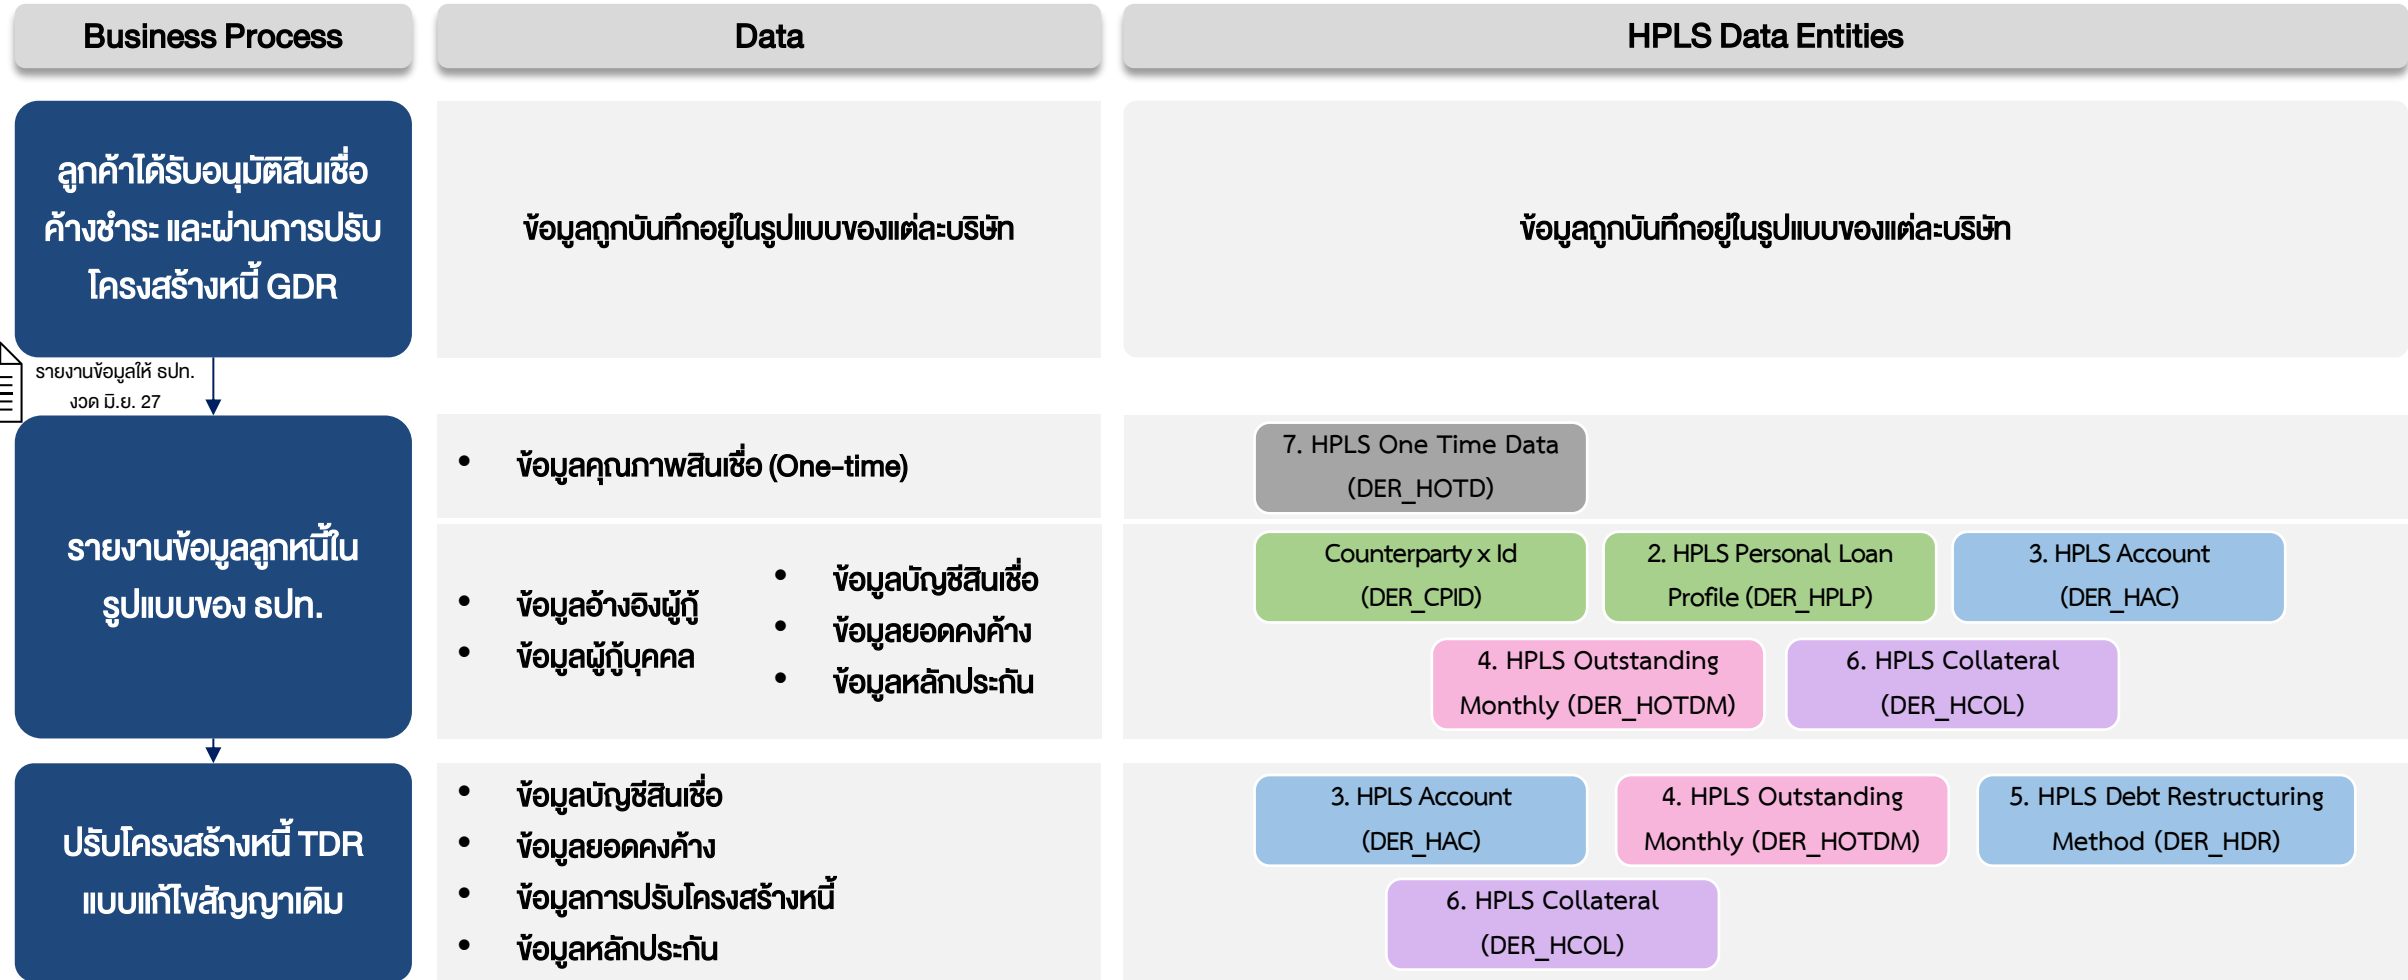 Business Process
Data
HPLS Data Entities
ลูกค้าได้รับอนุมัติสินเชื่อ
ค้างชำระ และผ่านการปรับ
โครงสร้างหนี้ GDR
ข้อมูลถูกบันทึกอยู่ในรูปแบบของแต่ละบริษัท
ข้อมูลถูกบันทึกอยู่ในรูปแบบของแต่ละบริษัท
รายงานข้อมูลให้ ธปท.
งวด มิ.ย. 27
รายงานข้อมูลลูกหนี้ใน
รูปแบบของ ธปท.
• ข้อมูลคุณภาพสินเชื่อ (One-time)
7. HPLS One Time Data
(DER_HOTD)
• ข้อมูลอ้างอิงผู้กู้
• ข้อมูลผู้กู้บุคคล
• ข้อมูลบัญชีสินเชื่อ
• ข้อมูลยอดคงค้าง
• ข้อมูลหลักประกัน
Counterparty x Id
(DER_CPID)
2. HPLS Personal Loan
Profile (DER_HPLP)
3. HPLS Account
(DER_HAC)
4. HPLS Outstanding
Monthly (DER_HOTDM)
6. HPLS Collateral
(DER_HCOL)
ปรับโครงสร้างหนี้ TDR
แบบแก้ไขสัญญาเดิม
• ข้อมูลบัญชีสินเชื่อ
• ข้อมูลยอดคงค้าง
• ข้อมูลการปรับโครงสร้างหนี้
• ข้อมูลหลักประกัน
3. HPLS Account
(DER_HAC)
4. HPLS Outstanding
Monthly (DER_HOTDM)
5. HPLS Debt Restructuring
Method (DER_HDR)
6. HPLS Collateral
(DER_HCOL)